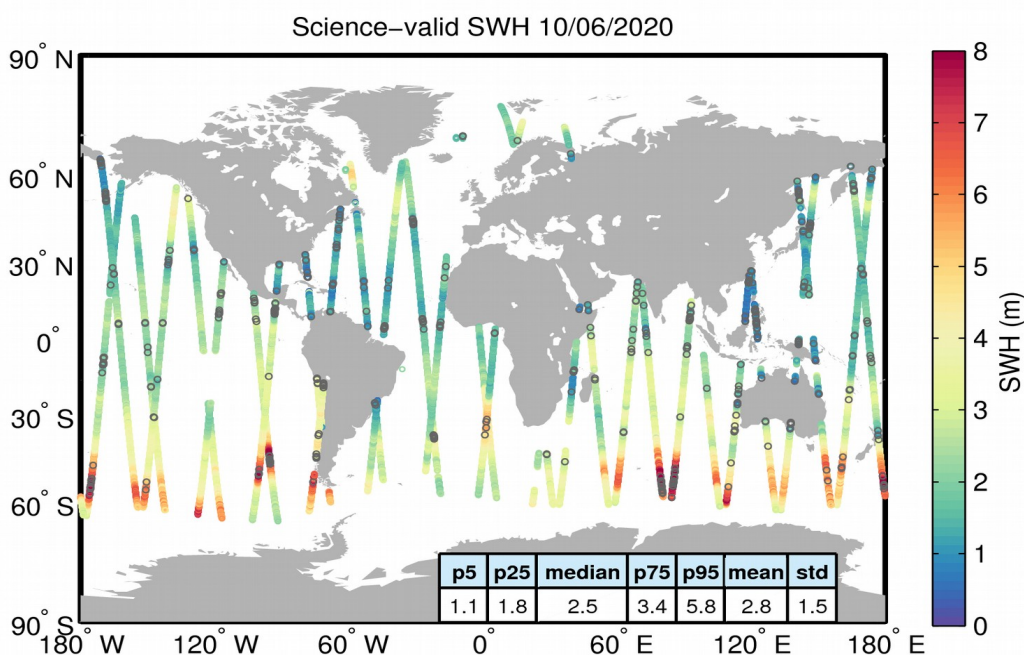 Science−valid SWH 10/06/2020
90° N
60° N
30° N
0°
30° S
60° S
90° S
180° W
120° W
60° W
0°
60° E
120° E
180° E
p5 p25 median p75 p95 mean std
1.1 1.8 2.5 3.4 5.8 2.8 1.5
8
7
6
5
4
3
2
1
0
SWH (m)